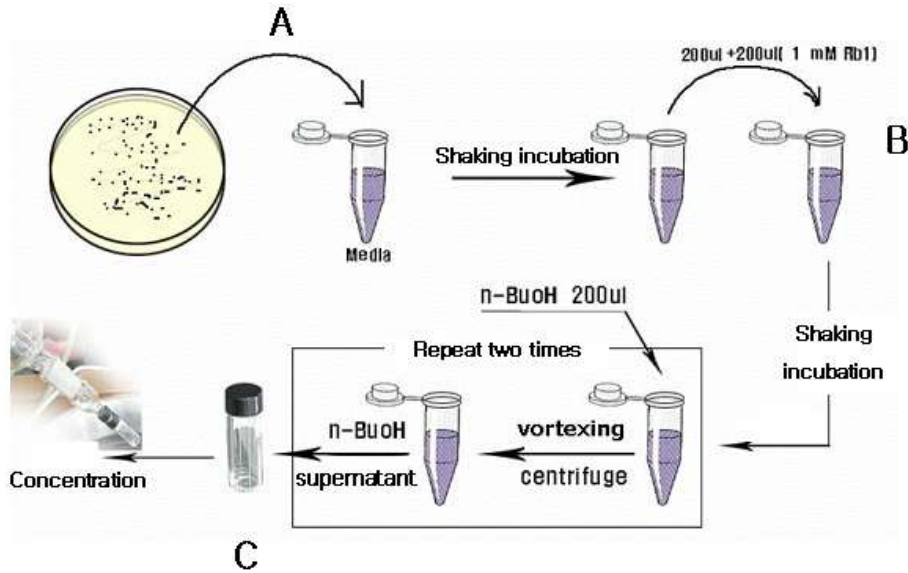 A
200ul +200ul( 1 mM Rb1)
B
Shaking incubation
Media
n-BuoH 200ul
Shaking
incubation
Repeat two times
n-BuoH
supernatant
vortexing
centrifuge
Concentration
C